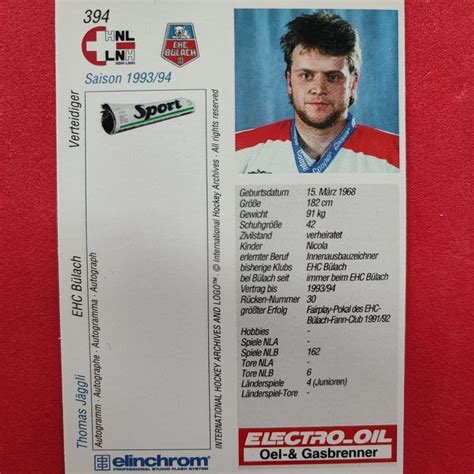 394
HNL
LNH
EHC
BÜLACH
Saison 1993/94
Verteidiger
Sport
EHC Bülach
Thomas Jäggli
Autogramm · Autographe · Autogramma · Autograph
INTERNATIONAL HOCKEY ARCHIVES AND LOGO™ · © International Hockey Archives · All rights reserved
Geburtsdatum 15. März 1968
Größe 182 cm
Gewicht 91 kg
Schuhgröße 42
Zivilstand verheiratet
Kinder Nicola
erlernter Beruf Innenausbauzeichner
bisherige Klubs EHC Bülach
bei Bülach seit immer beim EHC Bülach
Vertrag bis 1993/94
Rücken-Nummer 30
größter Erfolg Fairplay-Pokal des EHC-
Bülach-Fann-Club 1991/92
Hobbies -
Spiele NLA -
Spiele NLB 162
Tore NLA -
Tore NLB 6
Länderspiele 4 (Junioren)
Länderspiel-Tore -
elinchrom
PROFESSIONAL STUDIO FLASH SYSTEM
ELECTRO_OIL
Oel-& Gasbrenner